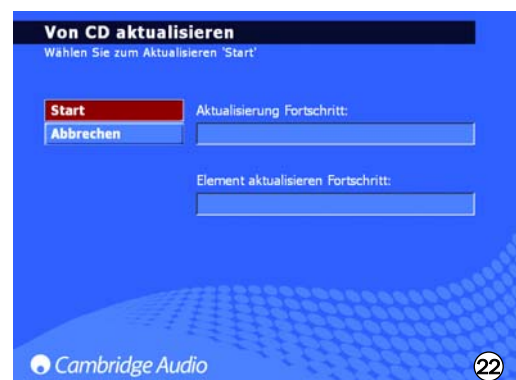 Von CD aktualisieren
Wählen Sie zum Aktualisieren 'Start'
Start
Aktualisierung Fortschritt:
Abbrechen
Element aktualisieren Fortschritt:
Cambridge Audio
22